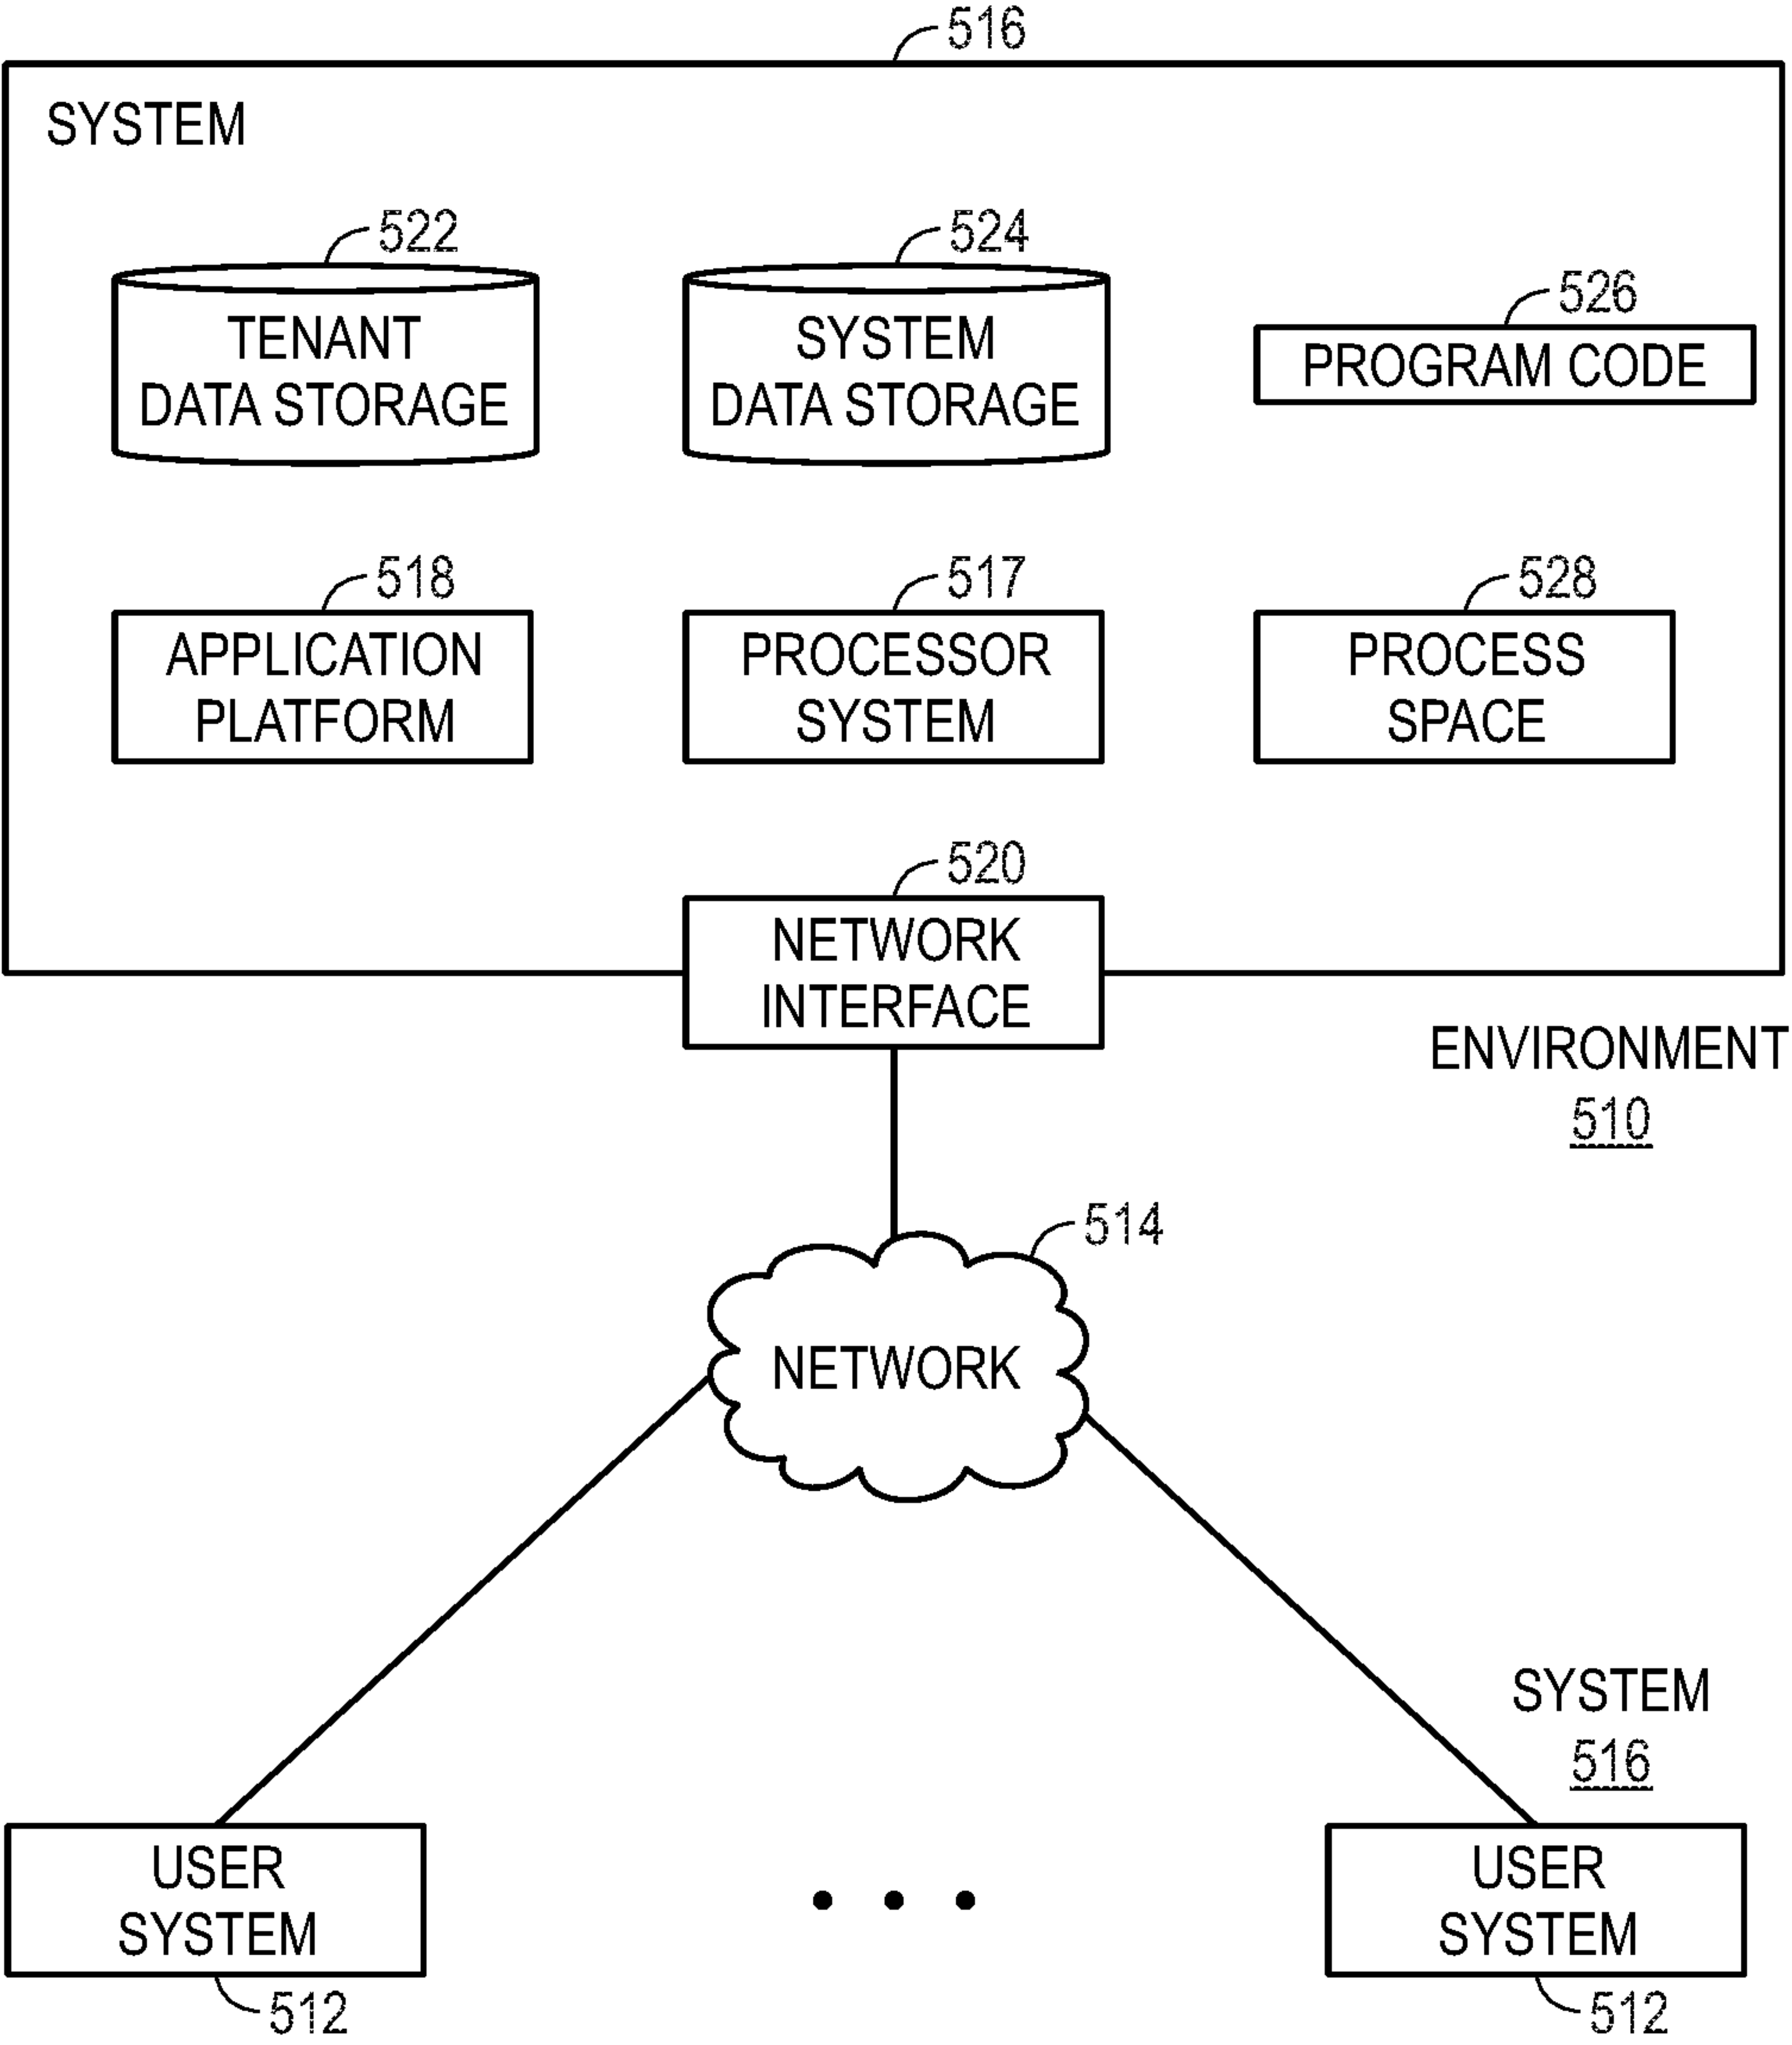 516
SYSTEM
522
524
526
TENANT
DATA STORAGE
SYSTEM
DATA STORAGE
PROGRAM CODE
518
517
528
APPLICATION
PLATFORM
PROCESSOR
SYSTEM
PROCESS
SPACE
520
NETWORK
INTERFACE
ENVIRONMENT
510
514
NETWORK
SYSTEM
516
USER
SYSTEM
USER
SYSTEM
512
512